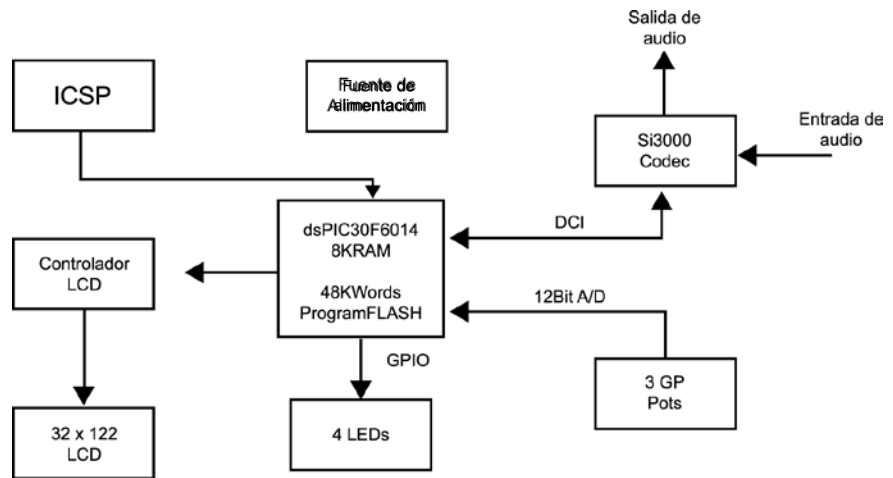 Salida de
audio
ICSP
Fuente de
Alimentación
Si3000
Codec
Entrada de
audio
dsPIC30F6014
8KRAM
48KWords
ProgramFLASH
DCI
Controlador
LCD
12Bit A/D
GPIO
3 GP
Pots
32 x 122
LCD
4 LEDs